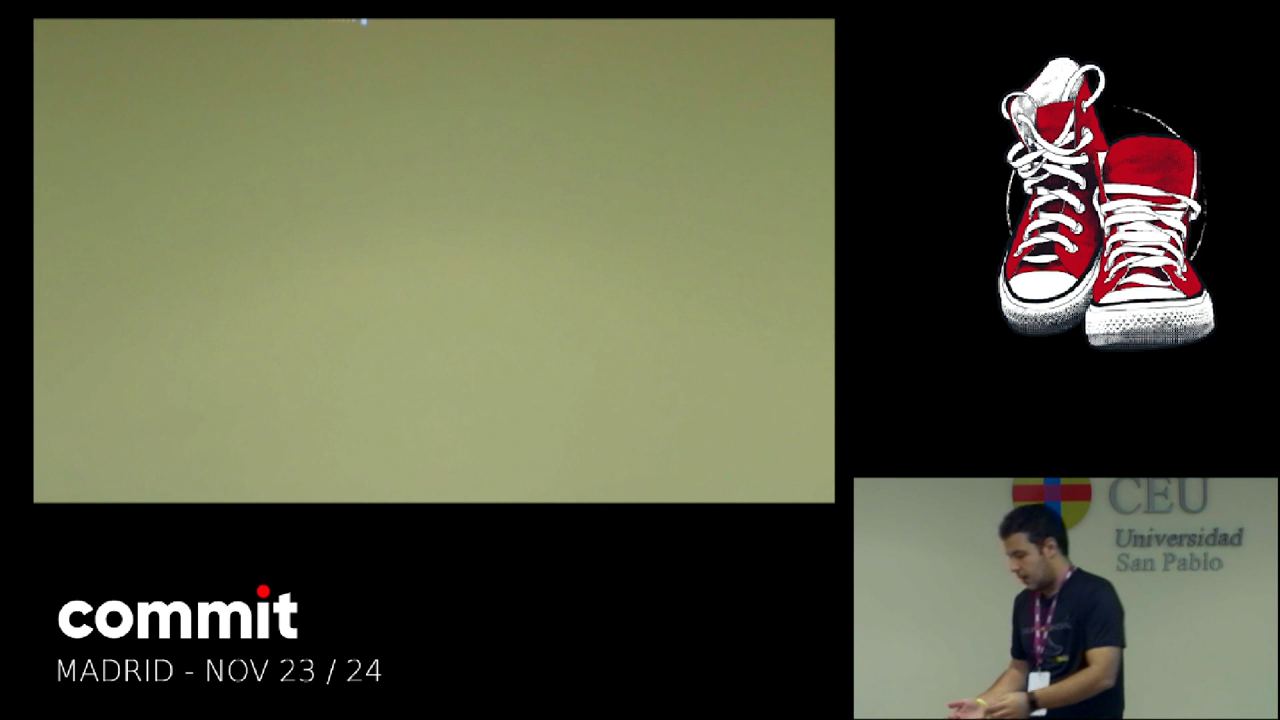 commit
MADRID - NOV 23 / 24
CEU
Universidad
San Pablo